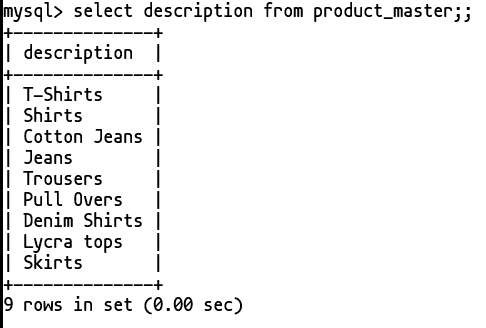 mysql> select description from product_master;;
+--------------+
| description  |
+--------------+
| T-Shirts     |
| Shirts       |
| Cotton Jeans |
| Jeans        |
| Trousers     |
| Pull Overs   |
| Denim Shirts |
| Lycra tops   |
| Skirts       |
+--------------+
9 rows in set (0.00 sec)